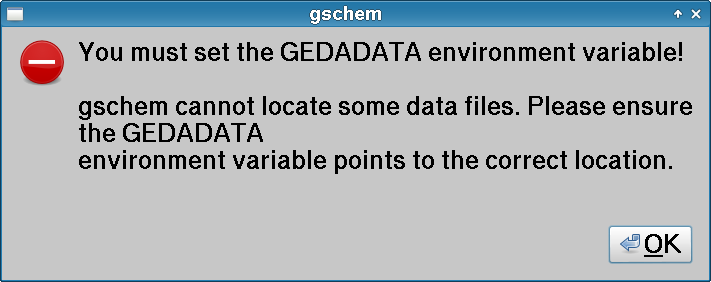 gschem
You must set the GEDADATA environment variable!
gschem cannot locate some data files. Please ensure
the GEDADATA
environment variable points to the correct location.
OK